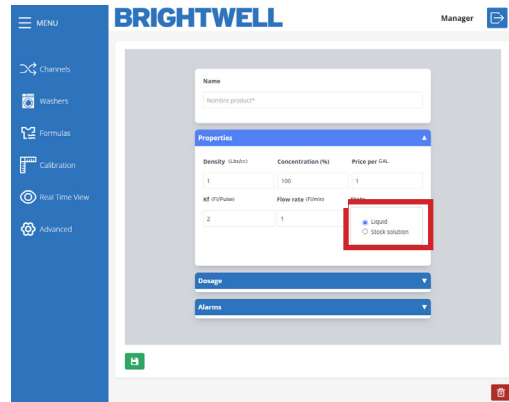 MENU
BRIGHTWELL
Manager
Channels
Washers
Formulas
Calibration
Real Time View
Advanced
Name
Nombre product*
Properties
Density (Lbs/cc) Concentration (%) Price per GAL
1 100 1
Kf (Fl/Pulse) Flow rate (Fl/min) State
2 1
Liquid
Stock solution
Dosage
Alarms